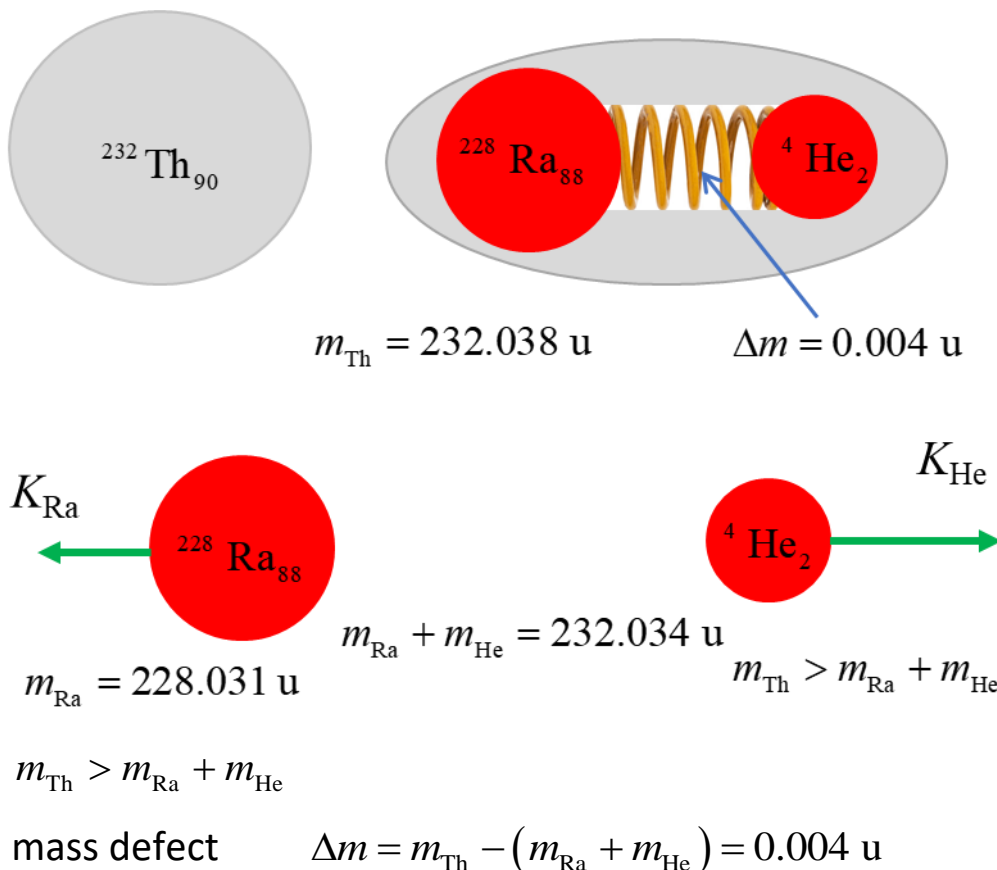 ²³²Th₉₀
²²⁸Ra₈₈
⁴He₂
m_Th = 232.038 u
Δm = 0.004 u
K_Ra
K_He
²²⁸Ra₈₈
⁴He₂
m_Ra + m_He = 232.034 u
m_Ra = 228.031 u
m_Th > m_Ra + m_He
m_Th > m_Ra + m_He
mass defect Δm = m_Th − (m_Ra + m_He) = 0.004 u